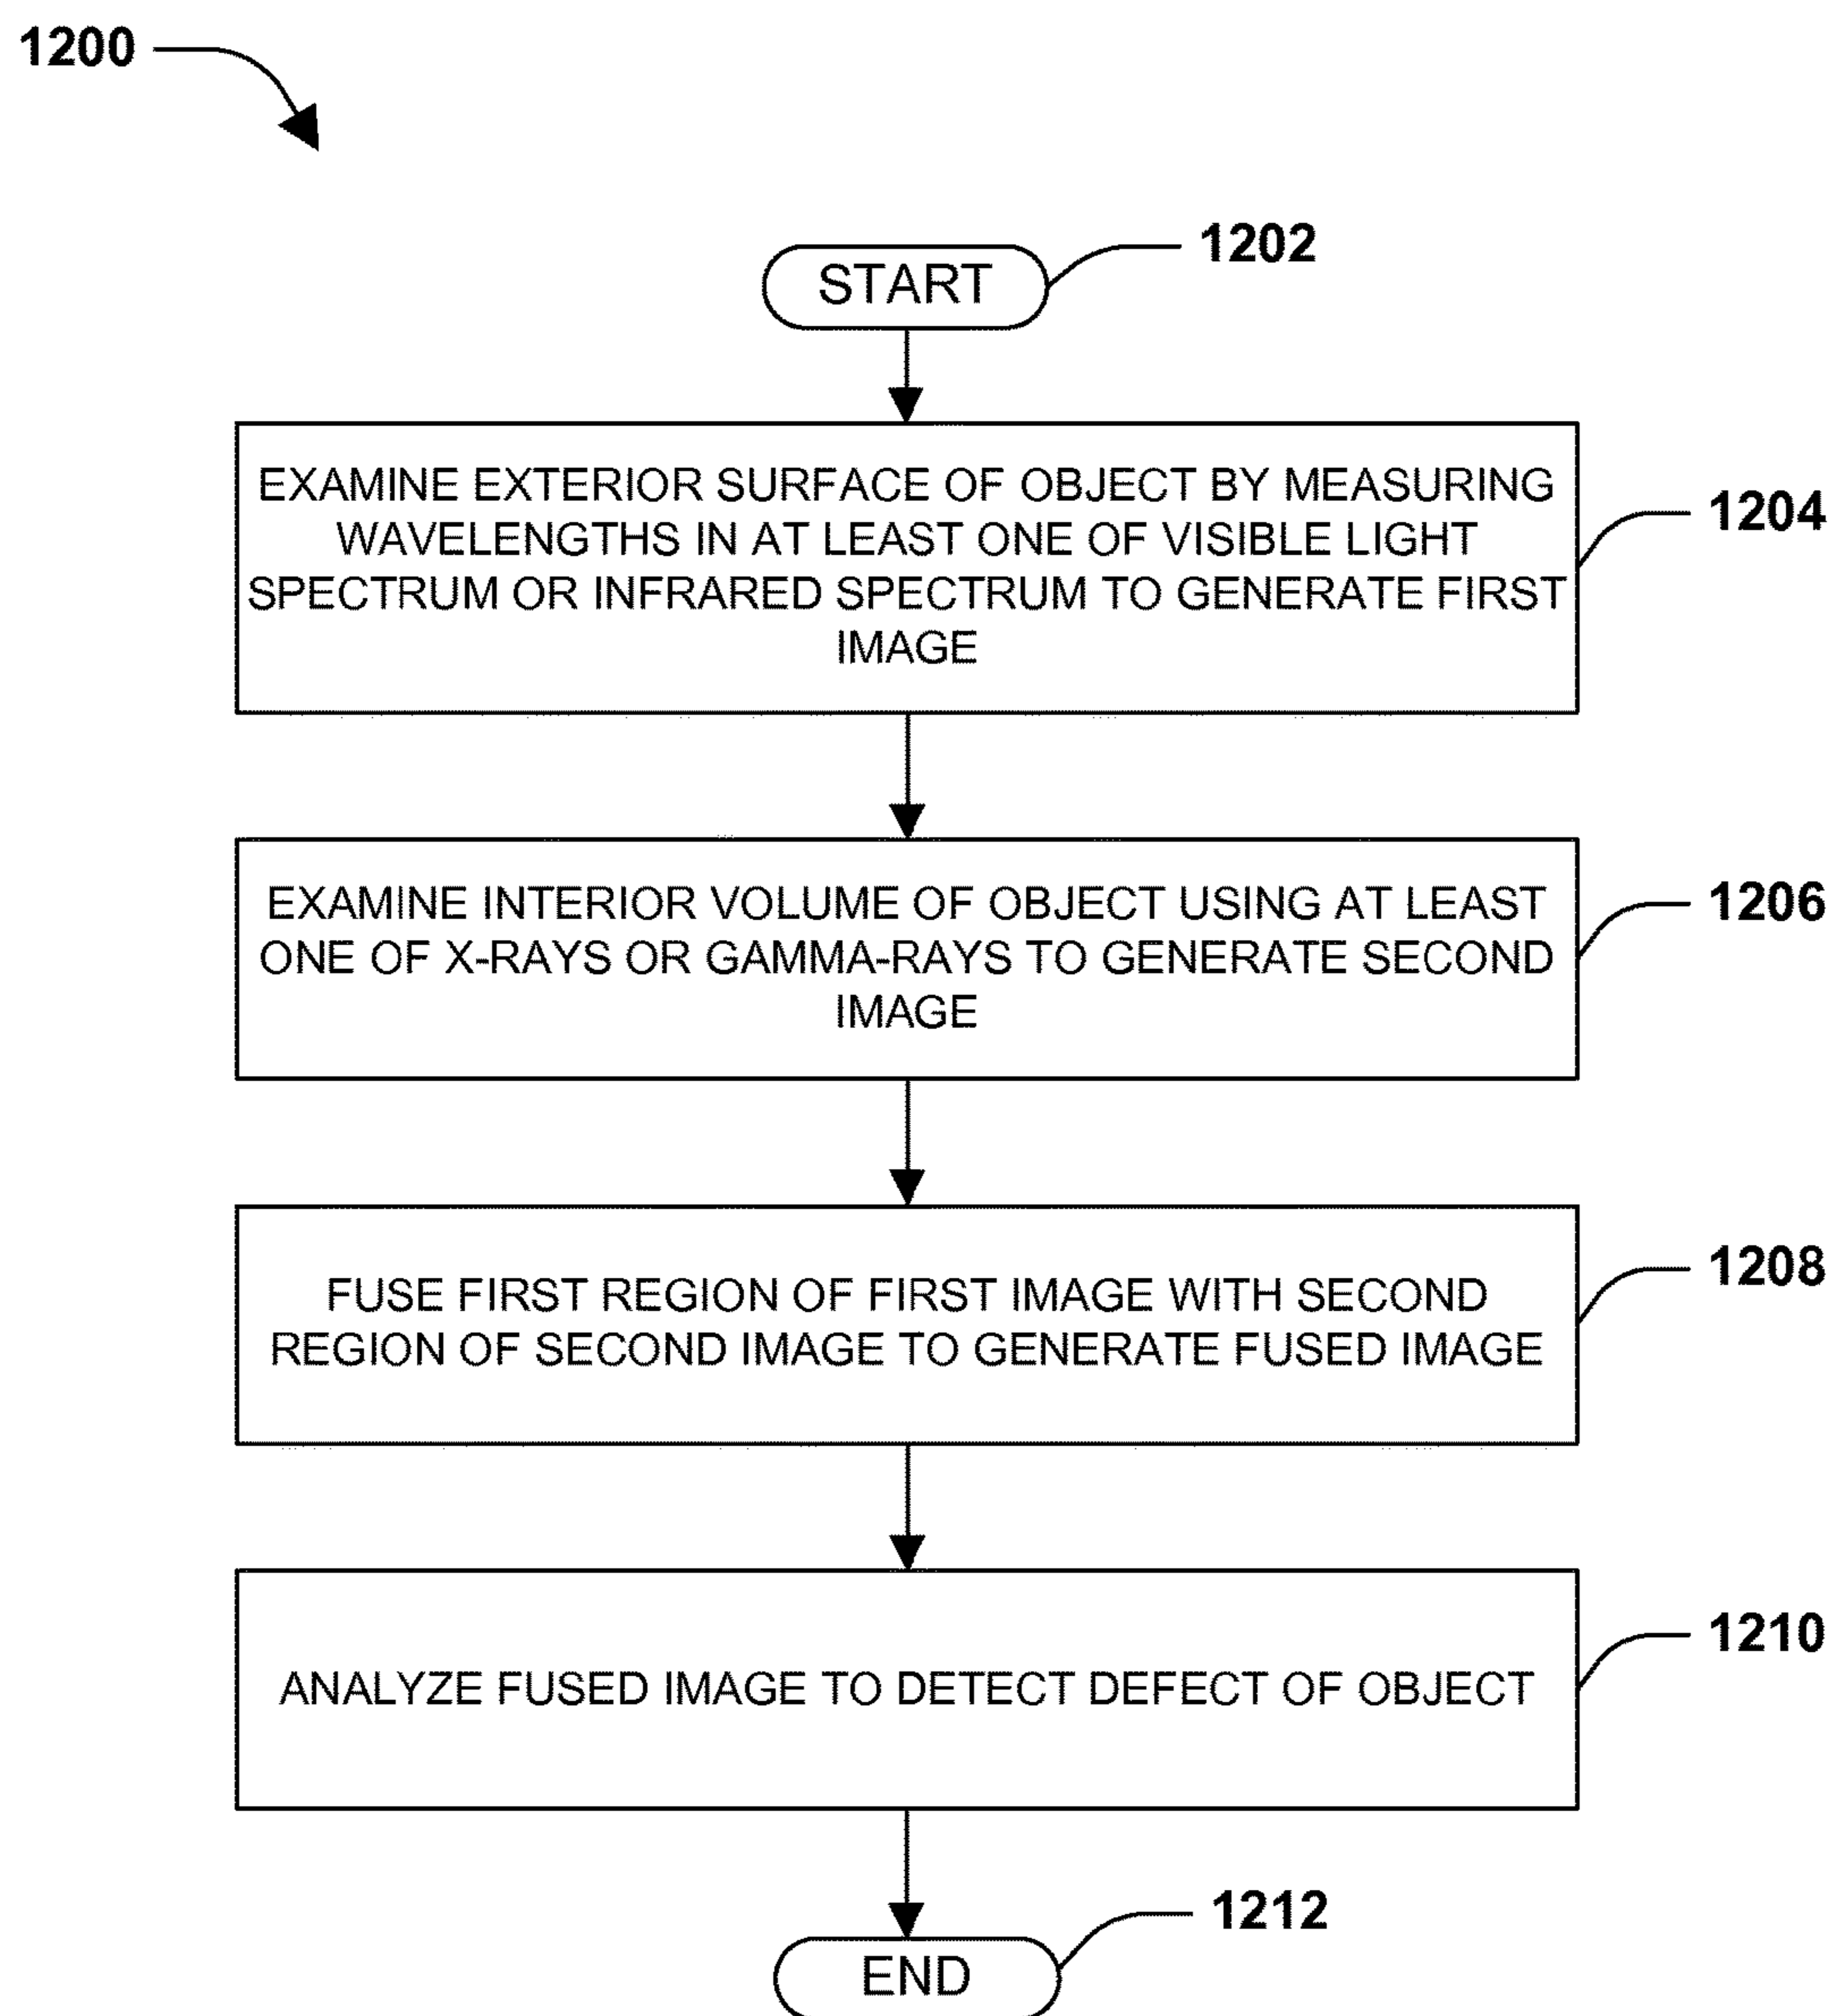 1200
START
1202
EXAMINE EXTERIOR SURFACE OF OBJECT BY MEASURING
WAVELENGTHS IN AT LEAST ONE OF VISIBLE LIGHT
SPECTRUM OR INFRARED SPECTRUM TO GENERATE FIRST
IMAGE
1204
EXAMINE INTERIOR VOLUME OF OBJECT USING AT LEAST
ONE OF X-RAYS OR GAMMA-RAYS TO GENERATE SECOND
IMAGE
1206
FUSE FIRST REGION OF FIRST IMAGE WITH SECOND
REGION OF SECOND IMAGE TO GENERATE FUSED IMAGE
1208
ANALYZE FUSED IMAGE TO DETECT DEFECT OF OBJECT
1210
END
1212